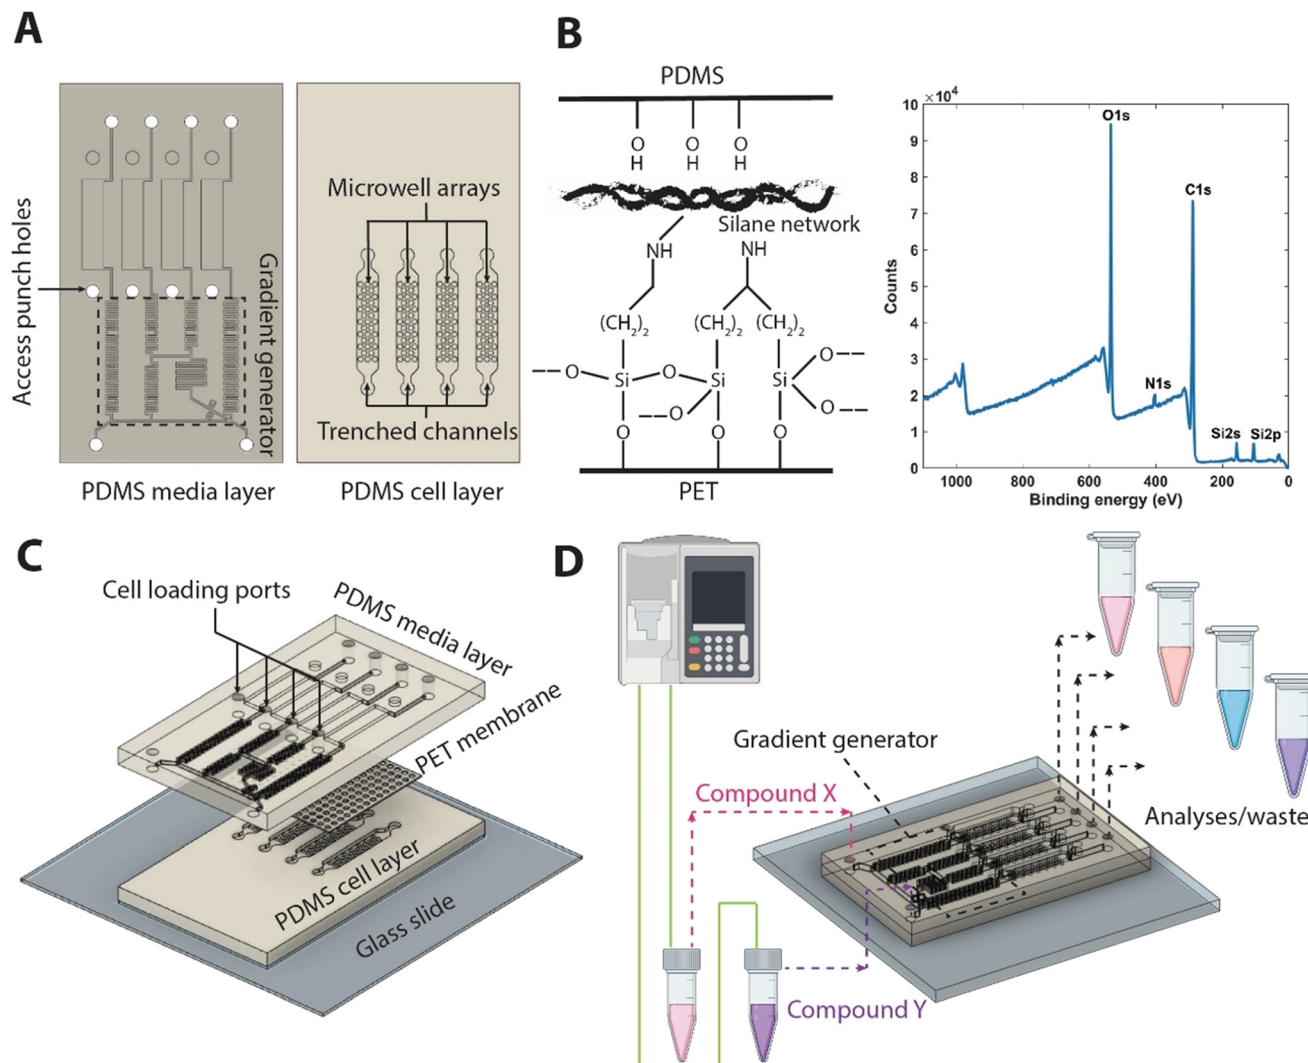 A
Microwell arrays
Access punch holes
Gradient generator
Trenched channels
PDMS media layer
PDMS cell layer
B
PDMS
O O O
H H H
Silane network
NH NH
(CH2)2 (CH2)2 (CH2)2
O
O Si O Si Si
O O
O O O
PET
×10^4
10
9
8
7
6
5
4
3
2
1
0
Counts
O1s
C1s
N1s
Si2s Si2p
1000 800 600 400 200 0
Binding energy (eV)
C
Cell loading ports
PDMS media layer
PET membrane
PDMS cell layer
Glass slide
D
Gradient generator
Compound X
Analyses/waste
Compound Y